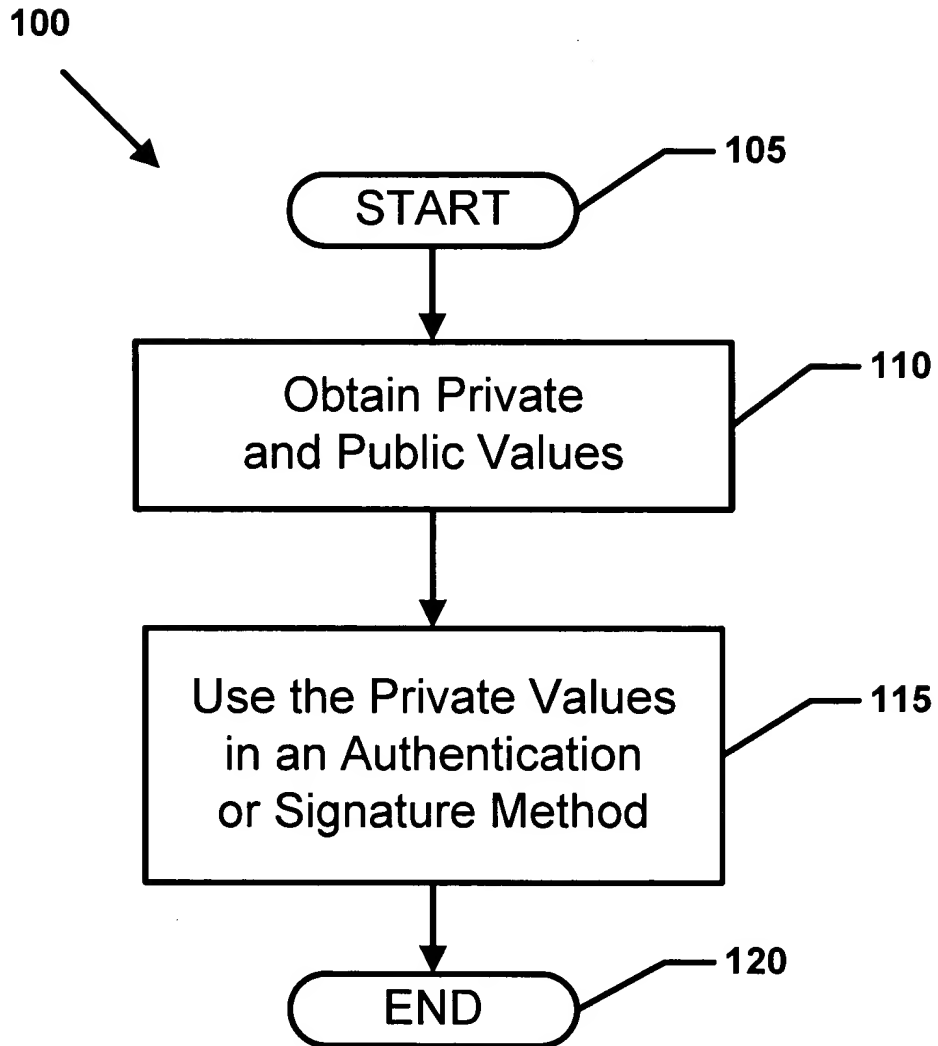 100
START
105
Obtain Private
and Public Values
110
Use the Private Values
in an Authentication
or Signature Method
115
END
120